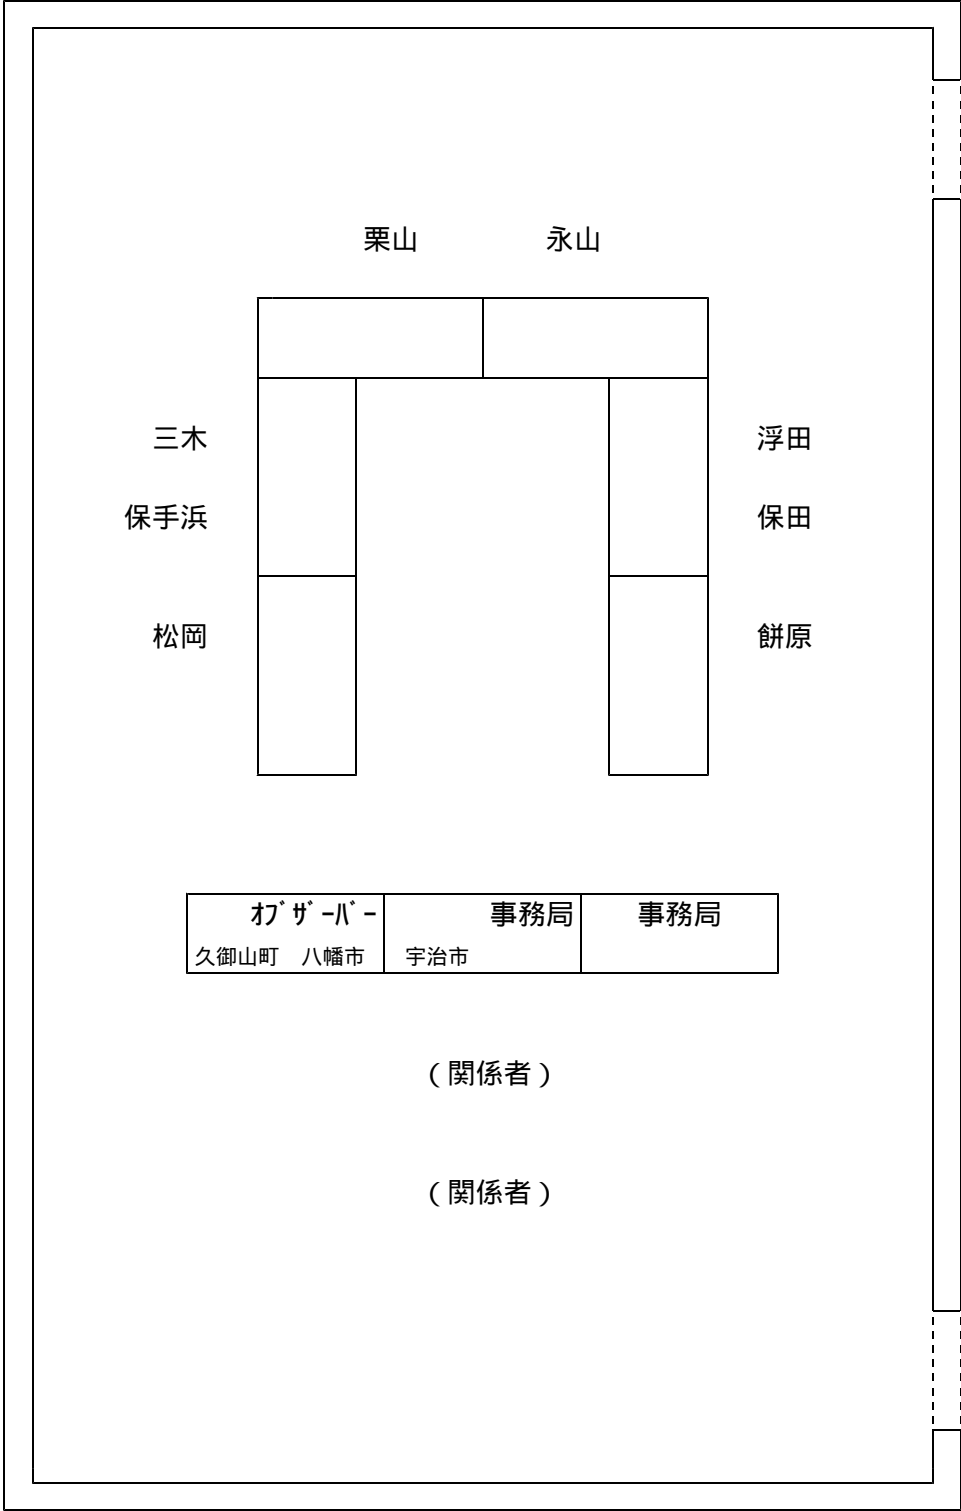 栗山　永山
三木　浮田
保手浜　保田
松岡　餅原
ｵﾌﾞｻﾞｰﾊﾞｰ　事務局　事務局
久御山町　八幡市　宇治市
（関係者）
（関係者）